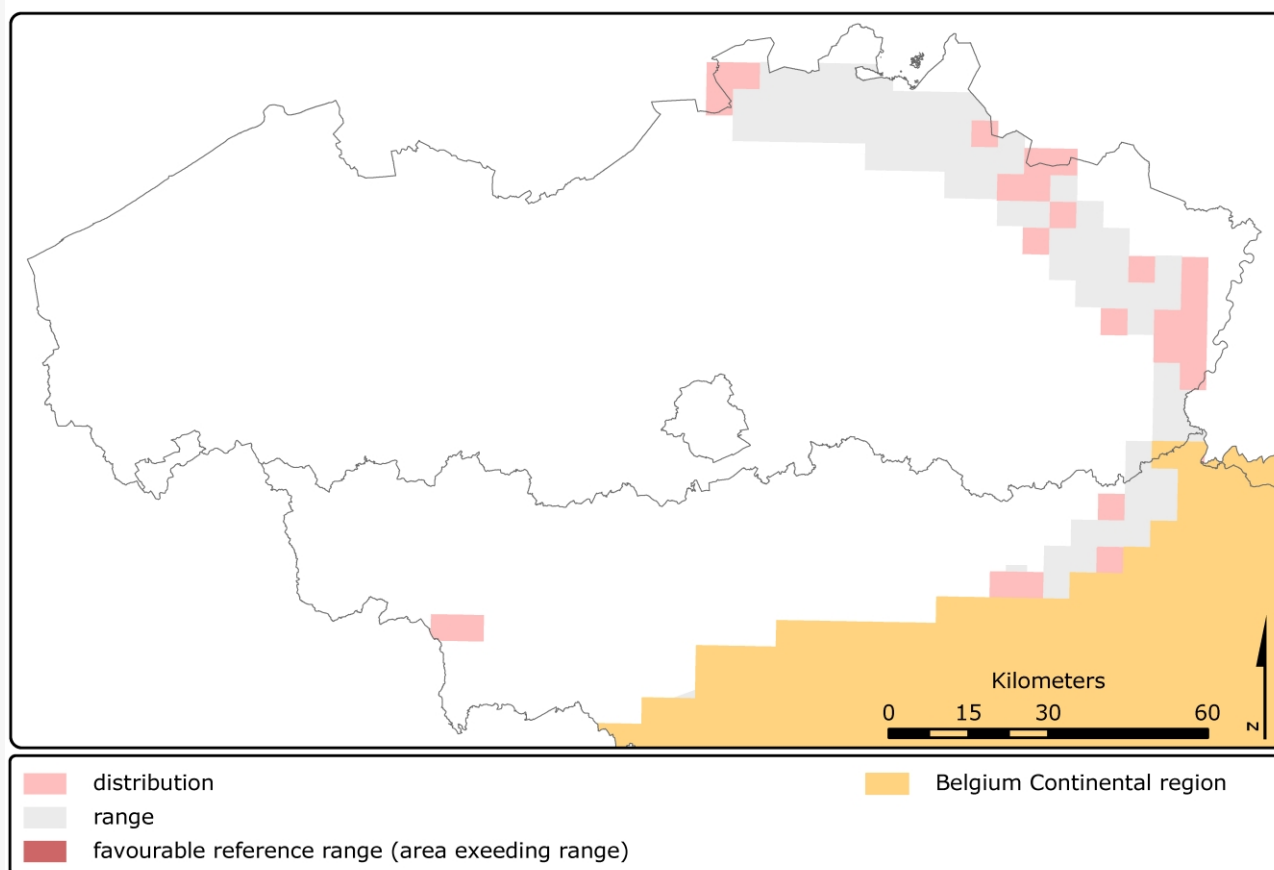 Kilometers
0 15 30 60
N
distribution
Belgium Continental region
range
favourable reference range (area exeeding range)